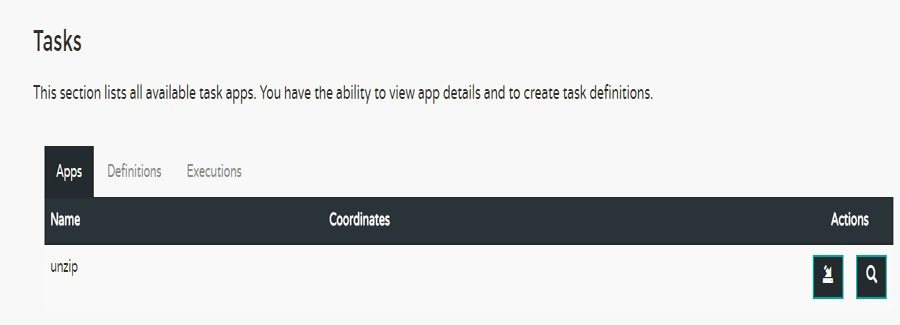 Tasks
This section lists all available task apps. You have the ability to view app details and to create task definitions.
Apps Definitions Executions
Name Coordinates Actions
unzip